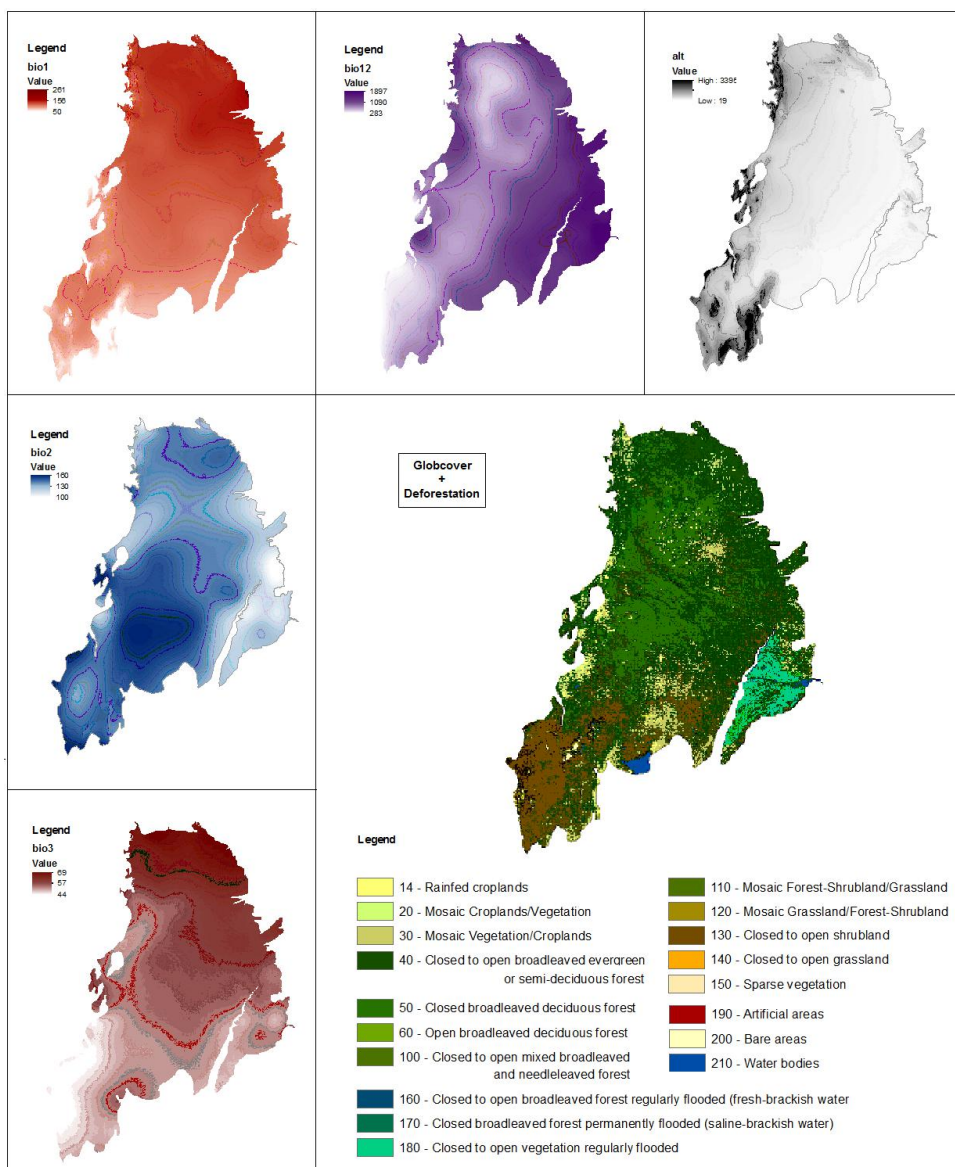 Legend
bio1
Value
261
156
50
Legend
bio12
Value
1897
1090
283
alt
Value
High : 3395
Low : 19
Legend
bio2
Value
160
130
100
Globcover
+
Deforestation
Legend
bio3
Value
69
57
44
Legend
14 - Rainfed croplands
20 - Mosaic Croplands/Vegetation
30 - Mosaic Vegetation/Croplands
40 - Closed to open broadleaved evergreen
or semi-deciduous forest
50 - Closed broadleaved deciduous forest
60 - Open broadleaved deciduous forest
100 - Closed to open mixed broadleaved
and needleleaved forest
160 - Closed to open broadleaved forest regularly flooded (fresh-brackish water
170 - Closed broadleaved forest permanently flooded (saline-brackish water)
180 - Closed to open vegetation regularly flooded
110 - Mosaic Forest-Shrubland/Grassland
120 - Mosaic Grassland/Forest-Shrubland
130 - Closed to open shrubland
140 - Closed to open grassland
150 - Sparse vegetation
190 - Artificial areas
200 - Bare areas
210 - Water bodies